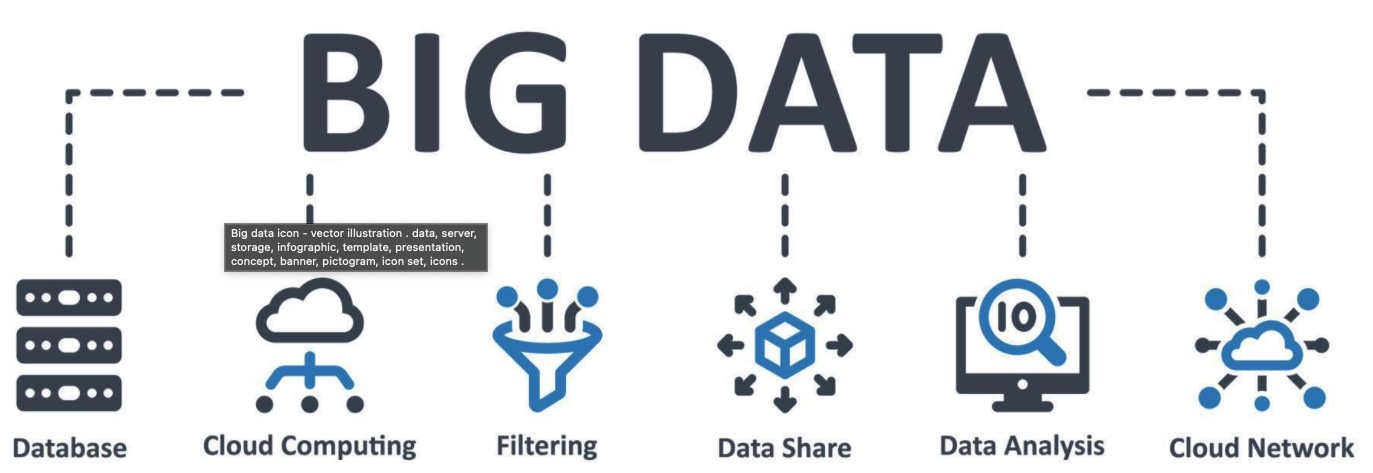 BIG DATA
Big data icon - vector illustration . data, server,
storage, infographic, template, presentation,
concept, banner, pictogram, icon set, icons .
IO
Database
Cloud Computing
Filtering
Data Share
Data Analysis
Cloud Network